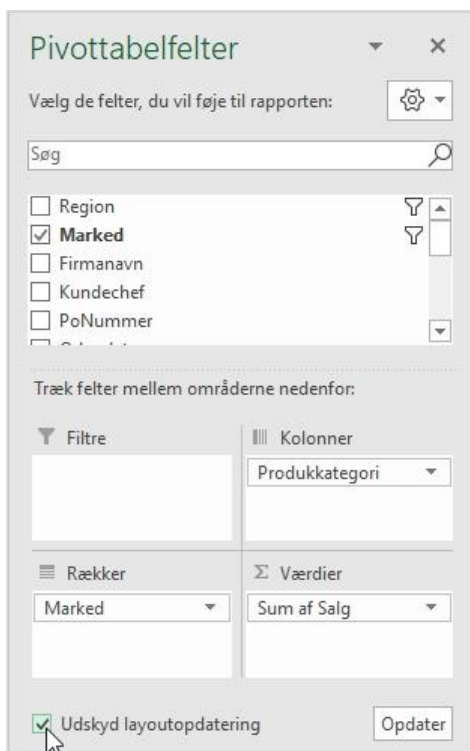 Pivottabelfelter
Vælg de felter, du vil føje til rapporten:
Søg
Region
Marked
Firmanavn
Kundechef
PoNummer
Træk felter mellem områderne nedenfor:
Filtre
Kolonner
Produkkategori
Rækker
Σ Værdier
Marked
Sum af Salg
Udskyd layoutopdatering
Opdater